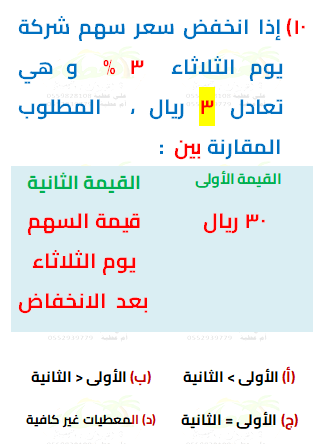 ١٠) إذا انخفض سعر سهم شركة
يوم الثلاثاء ٣ % و هي
تعادل ٣ ريال ، المطلوب
المقارنة بين :
القيمة الأولى القيمة الثانية
٣٠ ريال قيمة السهم
يوم الثلاثاء
بعد الانخفاض
(أ) الأولى > الثانية (ب) الأولى < الثانية
(ج) الأولى = الثانية (د) المعطيات غير كافية